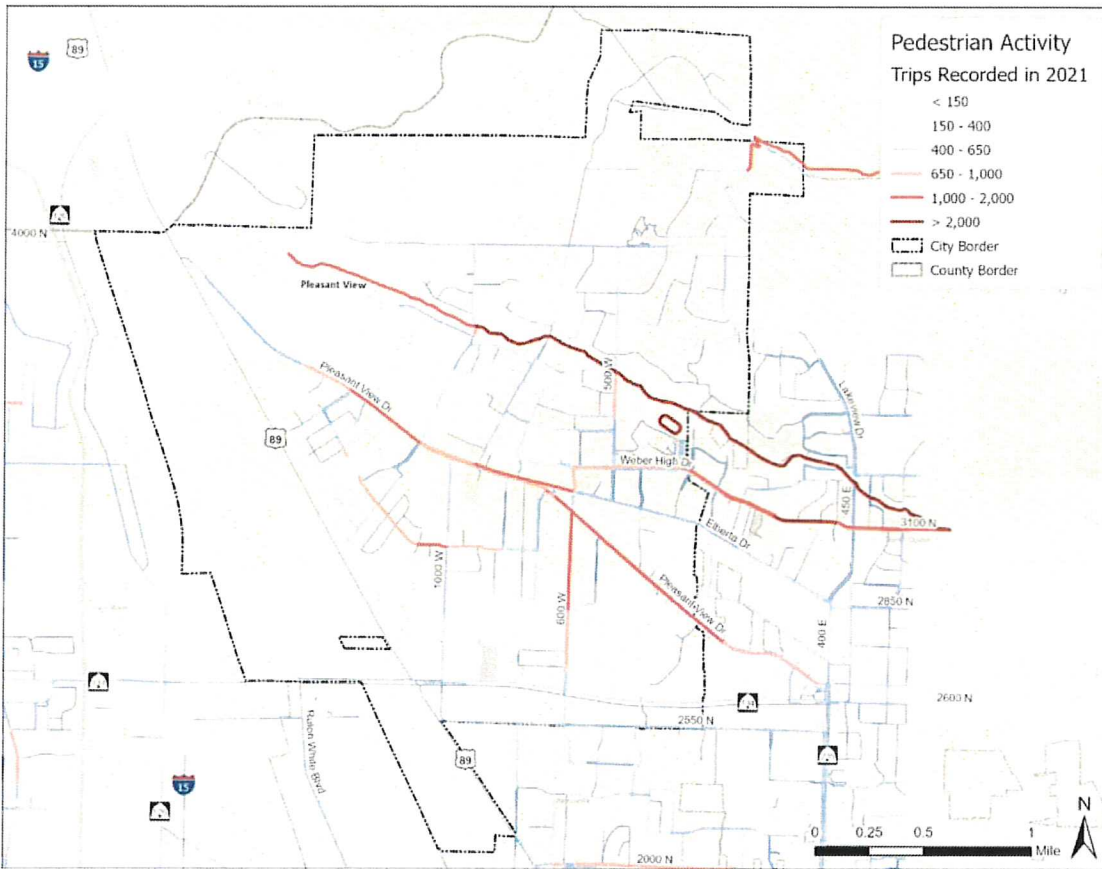 Pedestrian Activity
Trips Recorded in 2021
< 150
150 - 400
400 - 650
650 - 1,000
1,000 - 2,000
> 2,000
City Border
County Border
15
89
4000 N
Pleasant View
Pleasant View Dr
500 W
Lakeview Dr
89
Weber High Dr
450 E
3100 N
Elberta Dr
1000 W
600 W
Pleasant View Dr
2850 N
400 E
2600 N
2550 N
Rulon White Blvd
89
15
2000 N
N
0 0.25 0.5 1
Mile